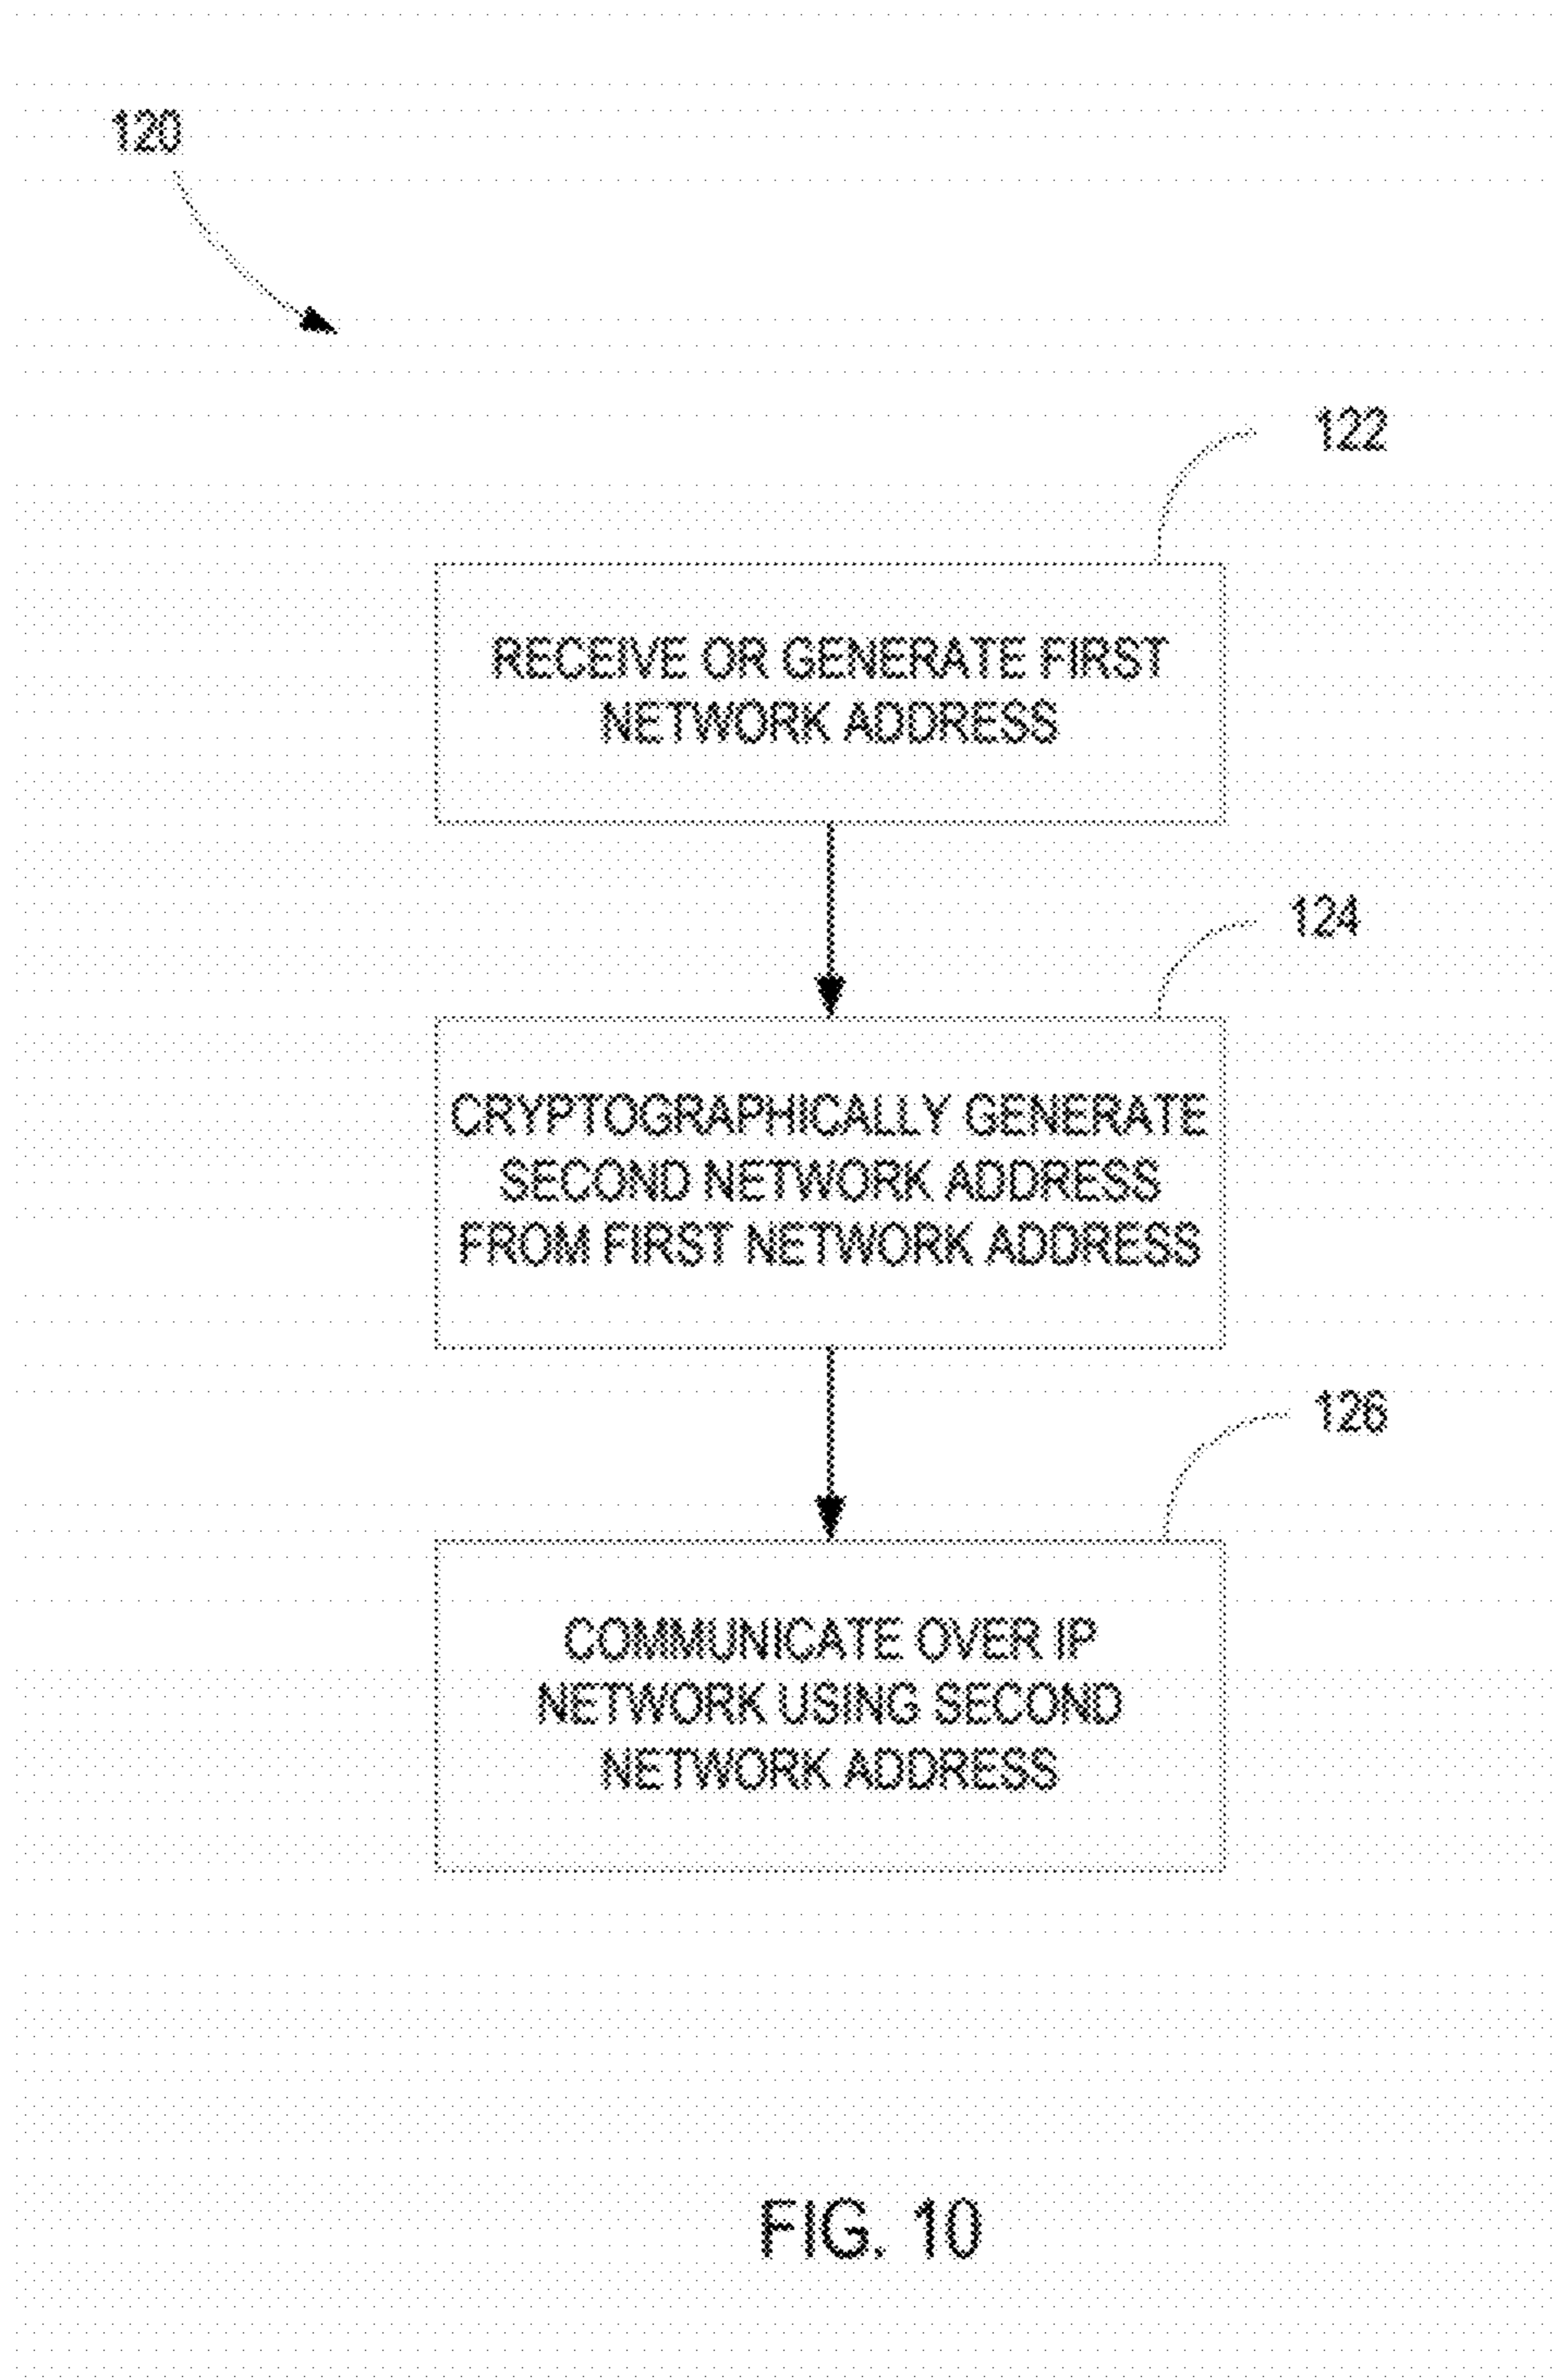 120
122
RECEIVE OR GENERATE FIRST
NETWORK ADDRESS
124
CRYPTOGRAPHICALLY GENERATE
SECOND NETWORK ADDRESS
FROM FIRST NETWORK ADDRESS
126
COMMUNICATE OVER IP
NETWORK USING SECOND
NETWORK ADDRESS
FIG. 10